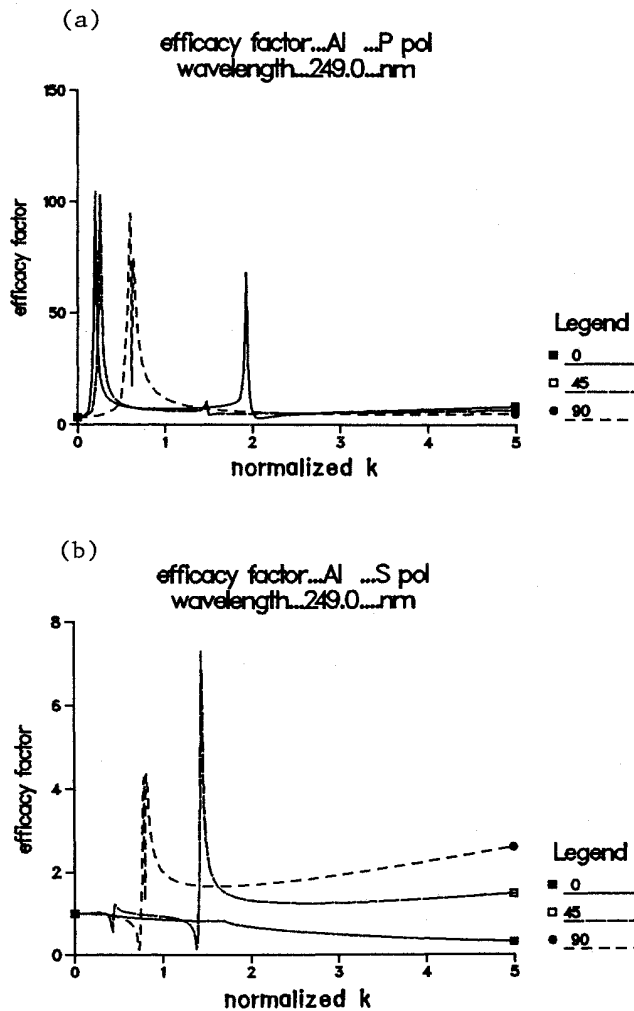 (a)
efficacy factor...Al ...P pol
wavelength...249.0...nm
150
100
50
0
efficacy factor
0 1 2 3 4 5
normalized k
Legend
0
45
90
(b)
efficacy factor...Al ...S pol
wavelength...249.0....nm
8
6
4
2
0
efficacy factor
0 1 2 3 4 5
normalized k
Legend
0
45
90